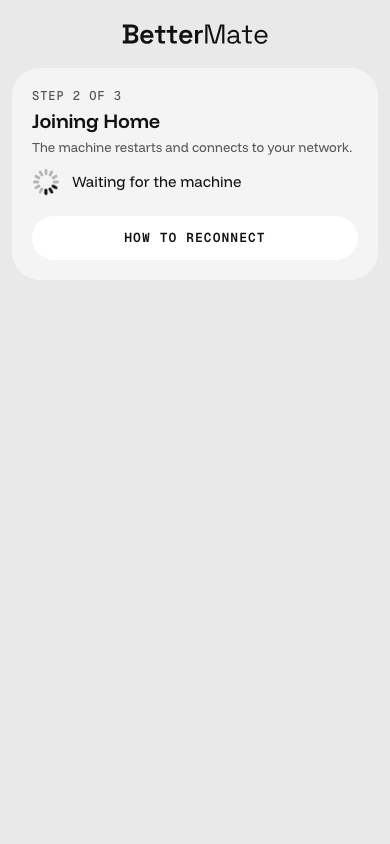 BetterMate
STEP 2 OF 3
Joining Home
The machine restarts and connects to your network.
Waiting for the machine
HOW TO RECONNECT